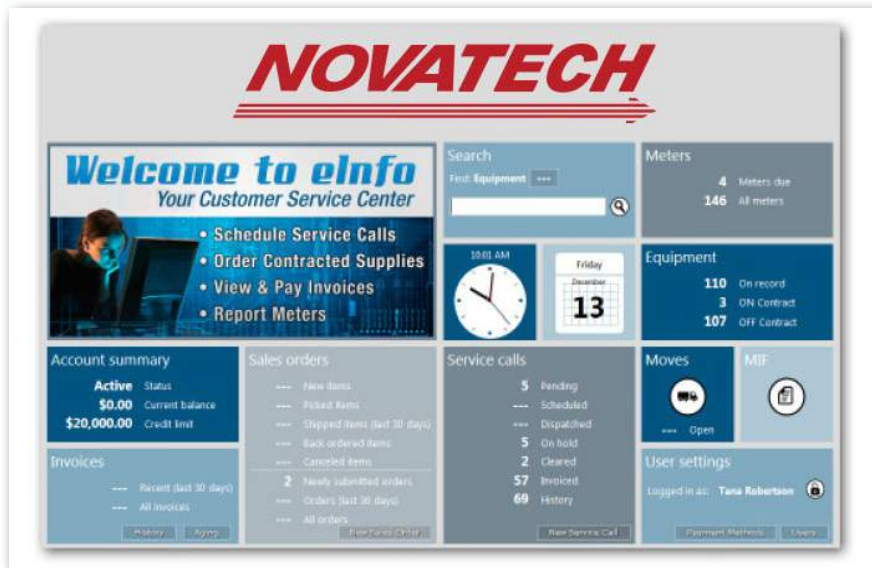 NOVATECH
Welcome to eInfo
Your Customer Service Center
• Schedule Service Calls
• Order Contracted Supplies
• View & Pay Invoices
• Report Meters
Search
Find: Equipment ---
Meters
4 Meters due
146 All meters
10:01 AM
Friday
December
13
Equipment
110 On record
3 ON Contract
107 OFF Contract
Account summary
Active Status
$0.00 Current balance
$20,000.00 Credit limit
Invoices
--- Recent (last 30 days)
--- All invoices
History Aging
Sales orders
--- New items
--- Picked items
--- Shipped items (last 30 days)
--- Back ordered items
--- Canceled items
2 Newly submitted orders
--- Orders (last 30 days)
--- All orders
New Sales Order
Service calls
5 Pending
--- Scheduled
--- Dispatched
5 On hold
2 Cleared
57 Invoiced
69 History
New Service Call
Moves
--- Open
MIF
User settings
Logged in as: Tana Robertson
Payment Methods Users